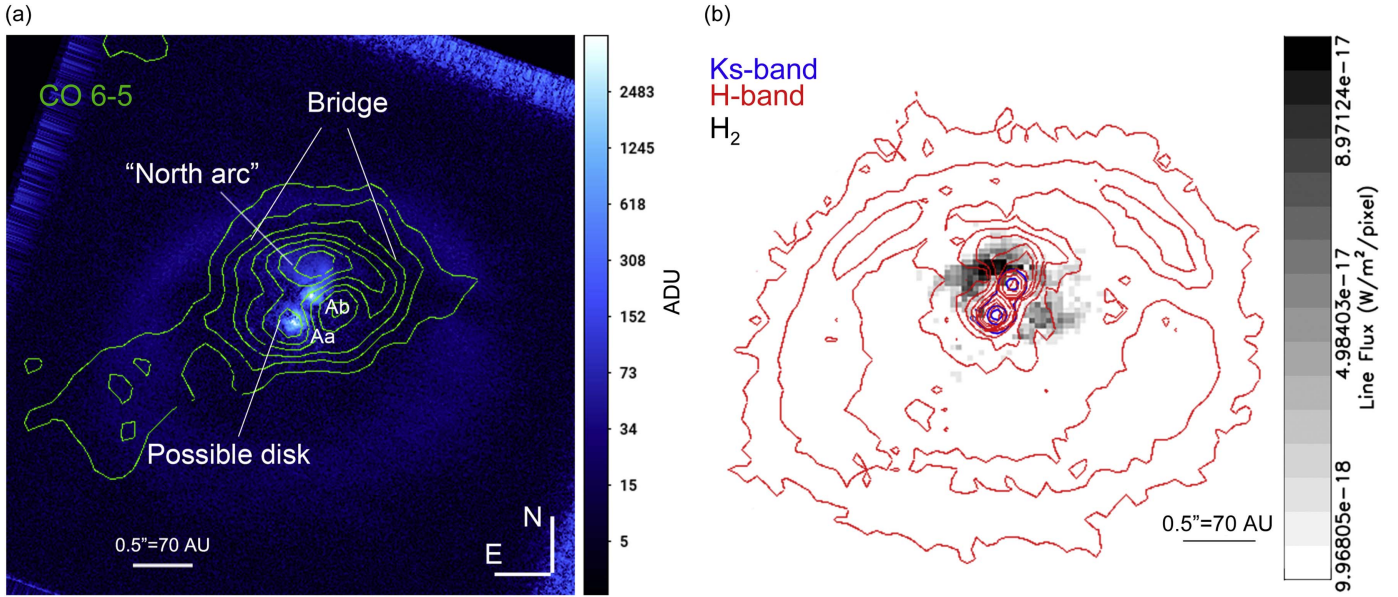 (a)
CO 6-5
Bridge
“North arc”
Ab
Aa
Possible disk
0.5”=70 AU
N
E
2483
1245
618
308
152
73
34
15
5
ADU
(b)
Ks-band
H-band
H₂
0.5”=70 AU
8.97124e-17
4.98403e-17
9.96805e-18
Line Flux (W/m²/pixel)